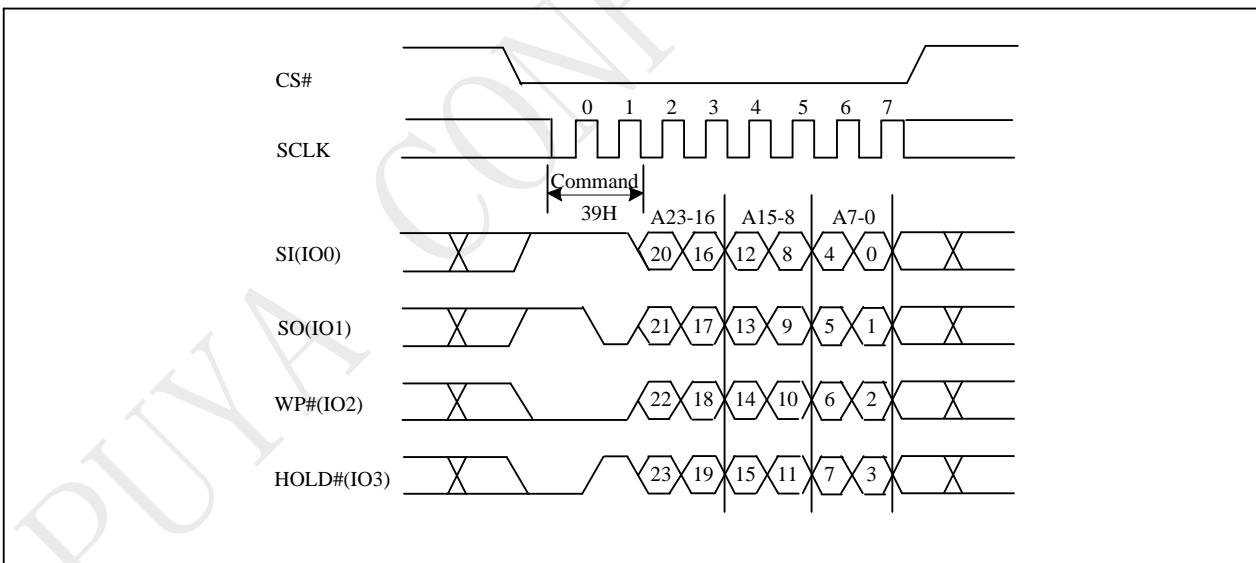 CS#
0 1 2 3 4 5 6 7
SCLK
Command
39H
A23-16 A15-8 A7-0
SI(IO0) 20 16 12 8 4 0
SO(IO1) 21 17 13 9 5 1
WP#(IO2) 22 18 14 10 6 2
HOLD#(IO3) 23 19 15 11 7 3
PUYA CONF